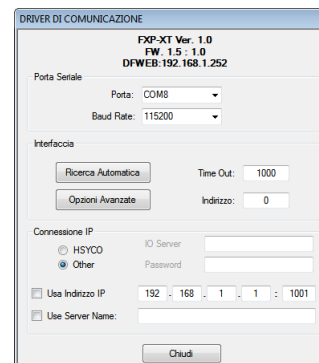 DRIVER DI COMUNICAZIONE
FXP-XT Ver. 1.0
FW. 1.5 : 1.0
DFWEB:192.168.1.252
Porta Seriale
Porta: COM8
Baud Rate: 115200
Interfaccia
Ricerca Automatica Time Out: 1000
Opzioni Avanzate Indirizzo: 0
Connessione IP
HSYCO IO Server
Other Password
Usa Indirizzo IP 192 . 168 . 1 . 1 : 1001
Use Server Name:
Chiudi